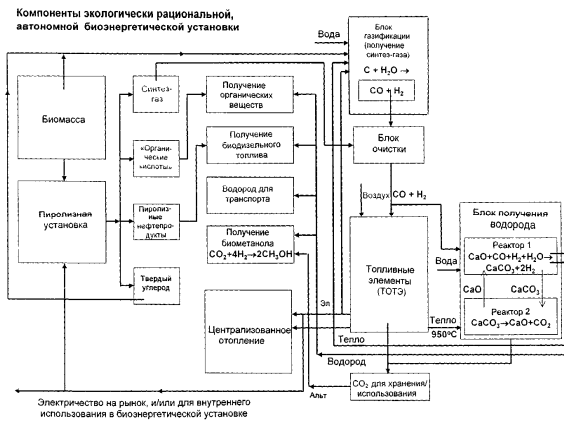 Компоненты экологически рациональной,
автономной биоэнергетической установки
Вода
Блок
газификации
(получение
синтез-газа)
C + H₂O →
CO + H₂
Биомасса
Синтез-
газ
Получение
органических
веществ
Блок
очистки
«Органи-
ческие
кислоты»
Получение
биодизельного
топлива
Пиролизная
установка
Пиролиз-
ные
нефтепро-
дукты
Водород для
транспорта
Воздух
CO + H₂
Блок получения
водорода
Получение
биометанола
CO₂+4H₂→2CH₃OH
Реактор 1
CaO+CO+H₂+H₂O→
CaCO₃+2H₂
Вода
Топливные
элементы
(ТОТЭ)
CaO
CaCO₃
Твердый
углерод
Эл
Реактор 2
CaCO₃→CaO+CO₂
Централизованное
отопление
Тепло
950⁰C
Тепло
Водород
CO₂ для хранения/
использования
Альт
Электричество на рынок, и/или для внутреннего
использования в биоэнергетической установке